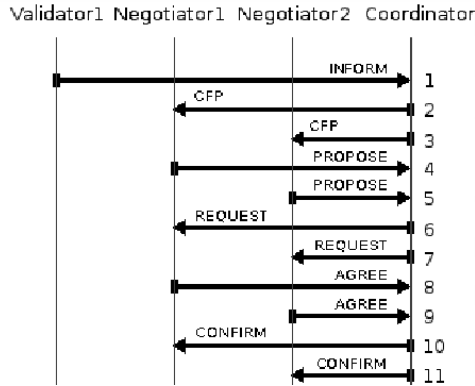 Validator1 Negotiator1 Negotiator2 Coordinator
INFORM 1
CFP 2
CFP 3
PROPOSE 4
PROPOSE 5
REQUEST 6
REQUEST 7
AGREE 8
AGREE 9
CONFIRM 10
CONFIRM 11